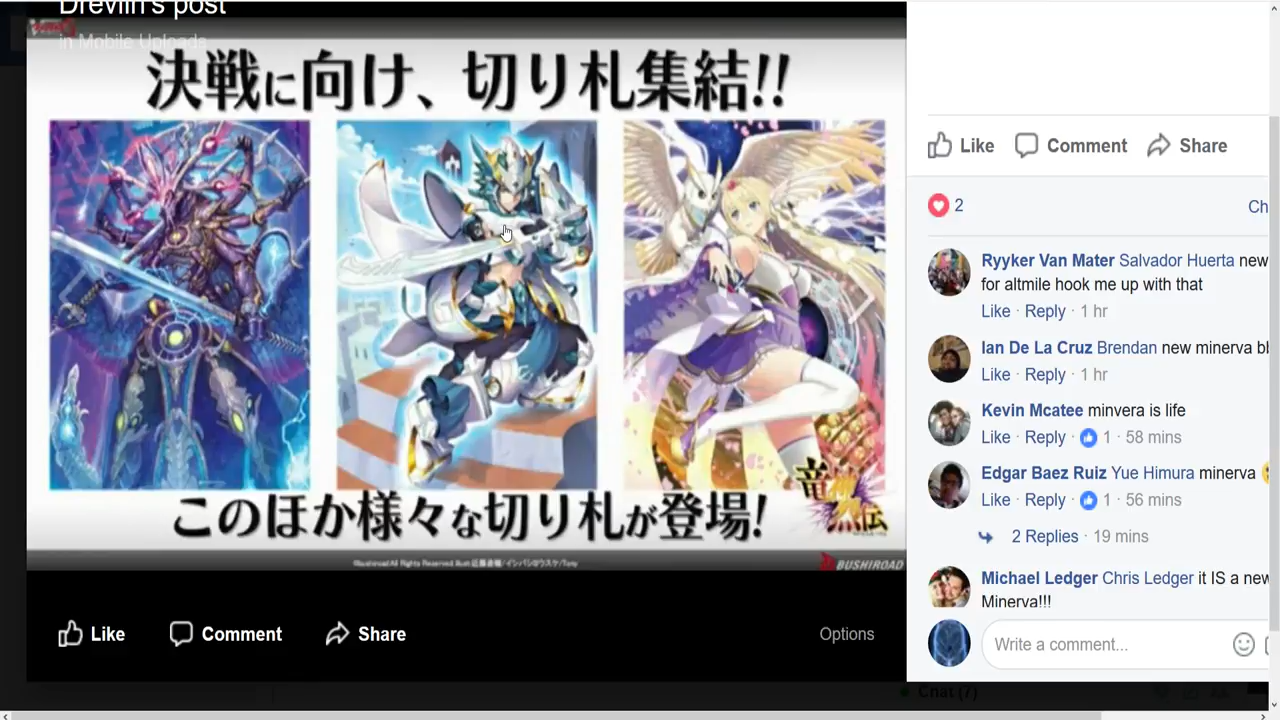 Drevlin's post
in Mobile Uploads
決戦に向け、切り札集結!!
このほか様々な切り札が登場!
BUSHIROAD
Like Comment Share
Options
Like Comment Share
2
Ch
Ryyker Van Mater Salvador Huerta new
for altmile hook me up with that
Like · Reply · 1 hr
Ian De La Cruz Brendan new minerva bb
Like · Reply · 1 hr
Kevin Mcatee minvera is life
Like · Reply · 1 · 58 mins
Edgar Baez Ruiz Yue Himura minerva
Like · Reply · 1 · 56 mins
2 Replies · 19 mins
Michael Ledger Chris Ledger it IS a new
Minerva!!!
Write a comment...
Chat (7)